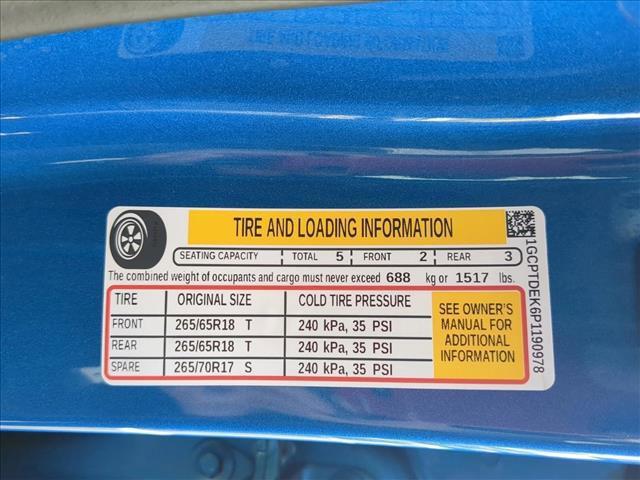 TIRE AND LOADING INFORMATION
SEATING CAPACITY TOTAL 5 FRONT 2 REAR 3
The combined weight of occupants and cargo must never exceed 688 kg or 1517 lbs.
TIRE ORIGINAL SIZE COLD TIRE PRESSURE
FRONT 265/65R18 T 240 kPa, 35 PSI
REAR 265/65R18 T 240 kPa, 35 PSI
SPARE 265/70R17 S 240 kPa, 35 PSI
SEE OWNER'S
MANUAL FOR
ADDITIONAL
INFORMATION
1GCPTDEK6P1190978